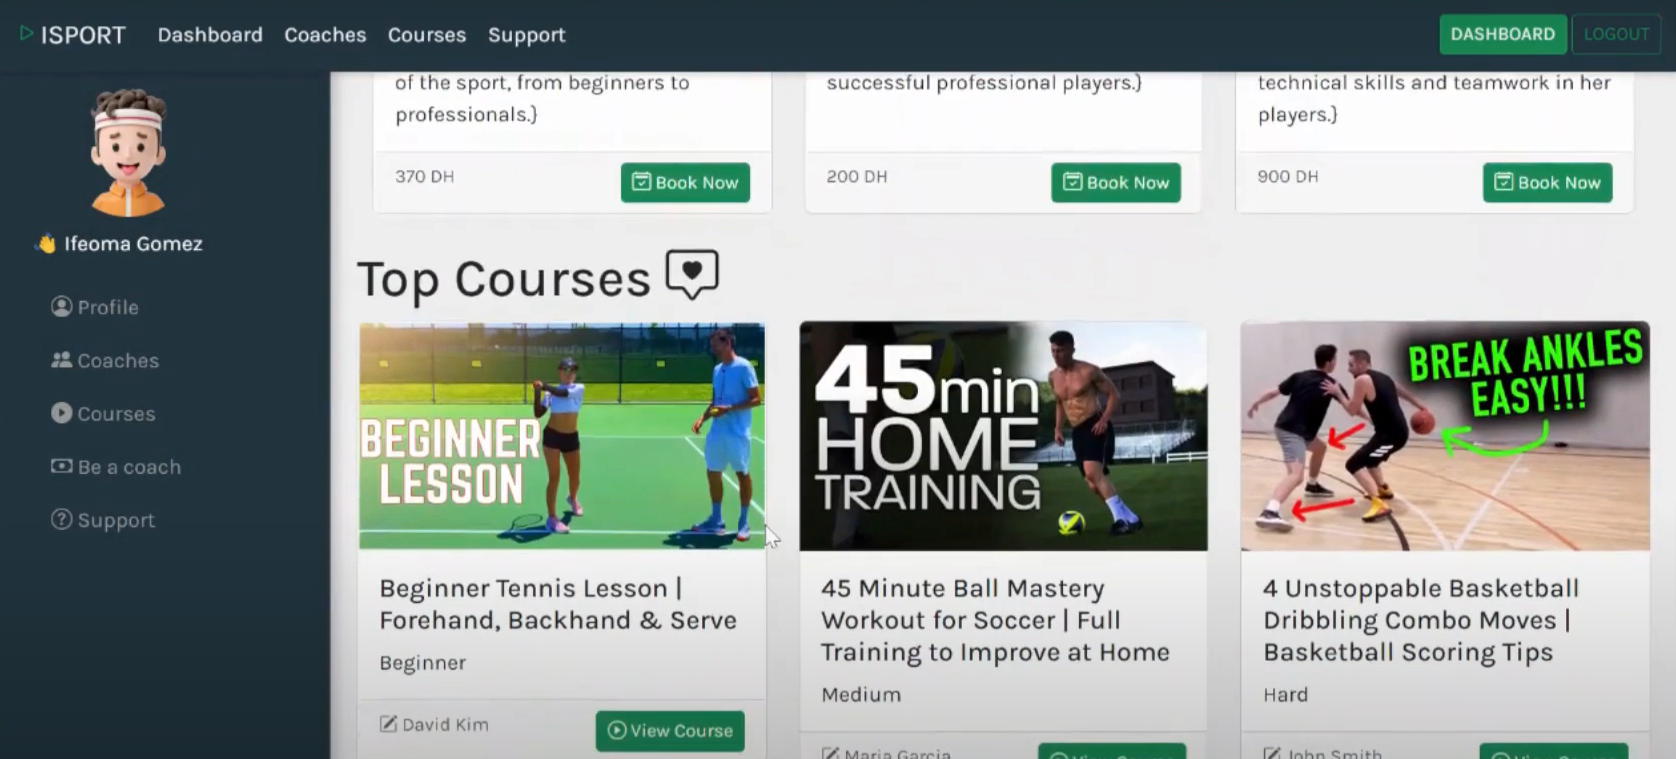 ISPORT Dashboard Coaches Courses Support DASHBOARD LOGOUT
Ifeoma Gomez
Profile
Coaches
Courses
Be a coach
Support
of the sport, from beginners to
professionals.}
370 DH Book Now
successful professional players.}
200 DH Book Now
technical skills and teamwork in her
players.}
900 DH Book Now
Top Courses
BEGINNER
LESSON
Beginner Tennis Lesson |
Forehand, Backhand & Serve
Beginner
David Kim View Course
45min
HOME
TRAINING
45 Minute Ball Mastery
Workout for Soccer | Full
Training to Improve at Home
Medium
Maria Garcia View Course
BREAK ANKLES
EASY!!!
4 Unstoppable Basketball
Dribbling Combo Moves |
Basketball Scoring Tips
Hard
John Smith View Course